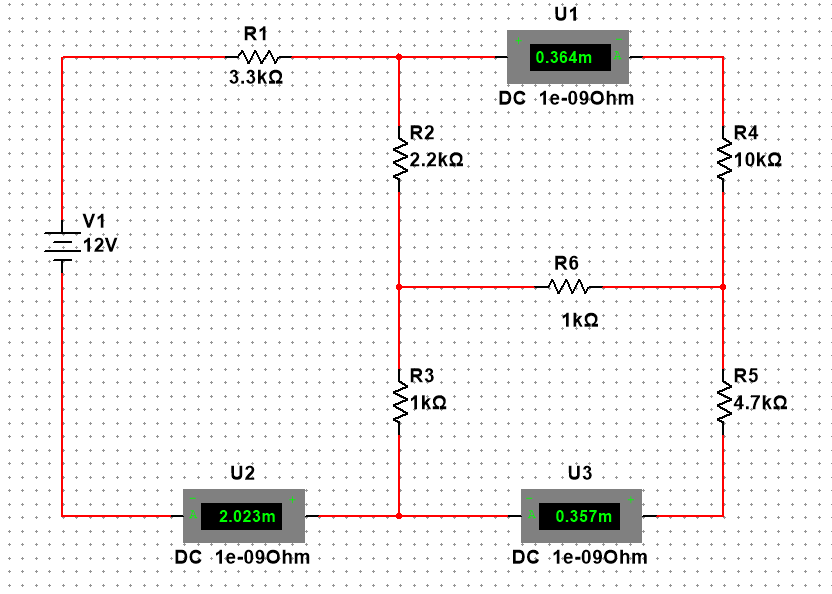 U1
R1
3.3kΩ
+ −
0.364m A
DC 1e-09Ohm
R2
2.2kΩ
R4
10kΩ
V1
12V
R6
1kΩ
R3
1kΩ
R5
4.7kΩ
U2
U3
− +
A 2.023m
− +
A 0.357m
DC 1e-09Ohm
DC 1e-09Ohm